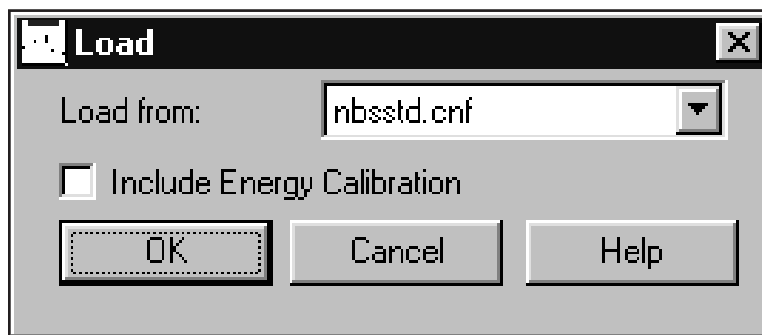 Load
Load from: nbsstd.cnf
Include Energy Calibration
OK Cancel Help